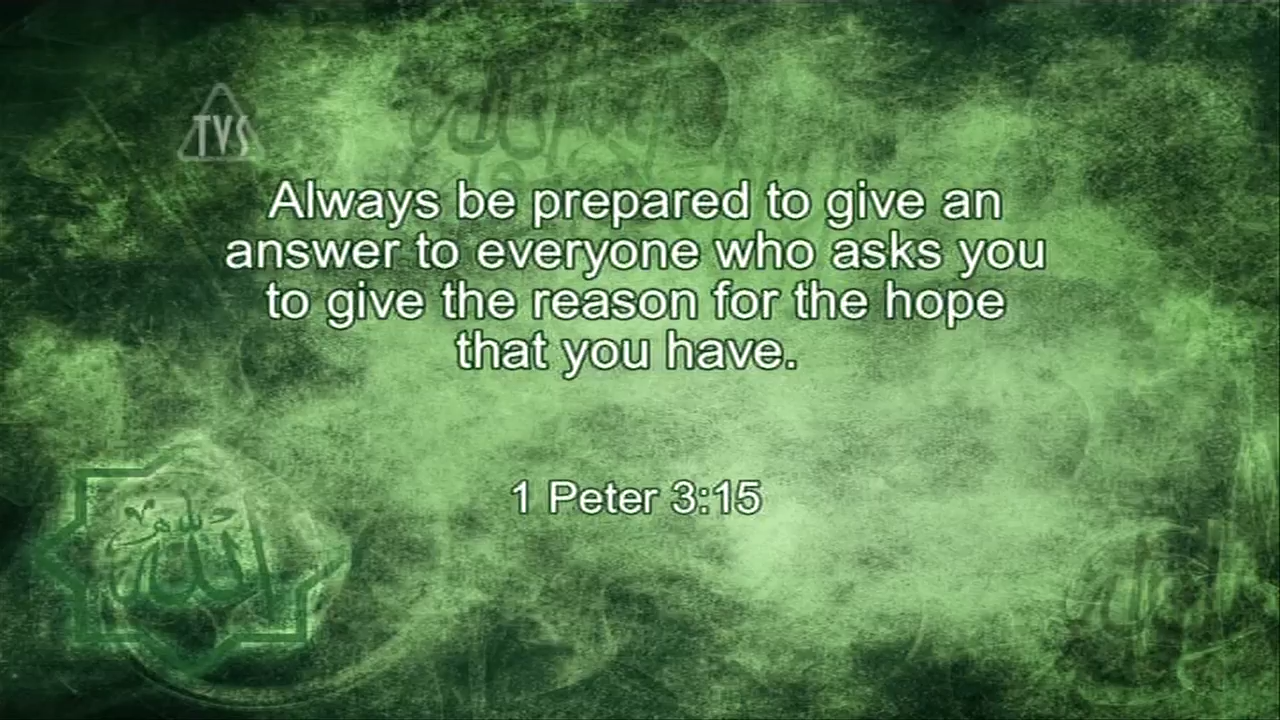 TVS
Always be prepared to give an
answer to everyone who asks you
to give the reason for the hope
that you have.
1 Peter 3:15
الله